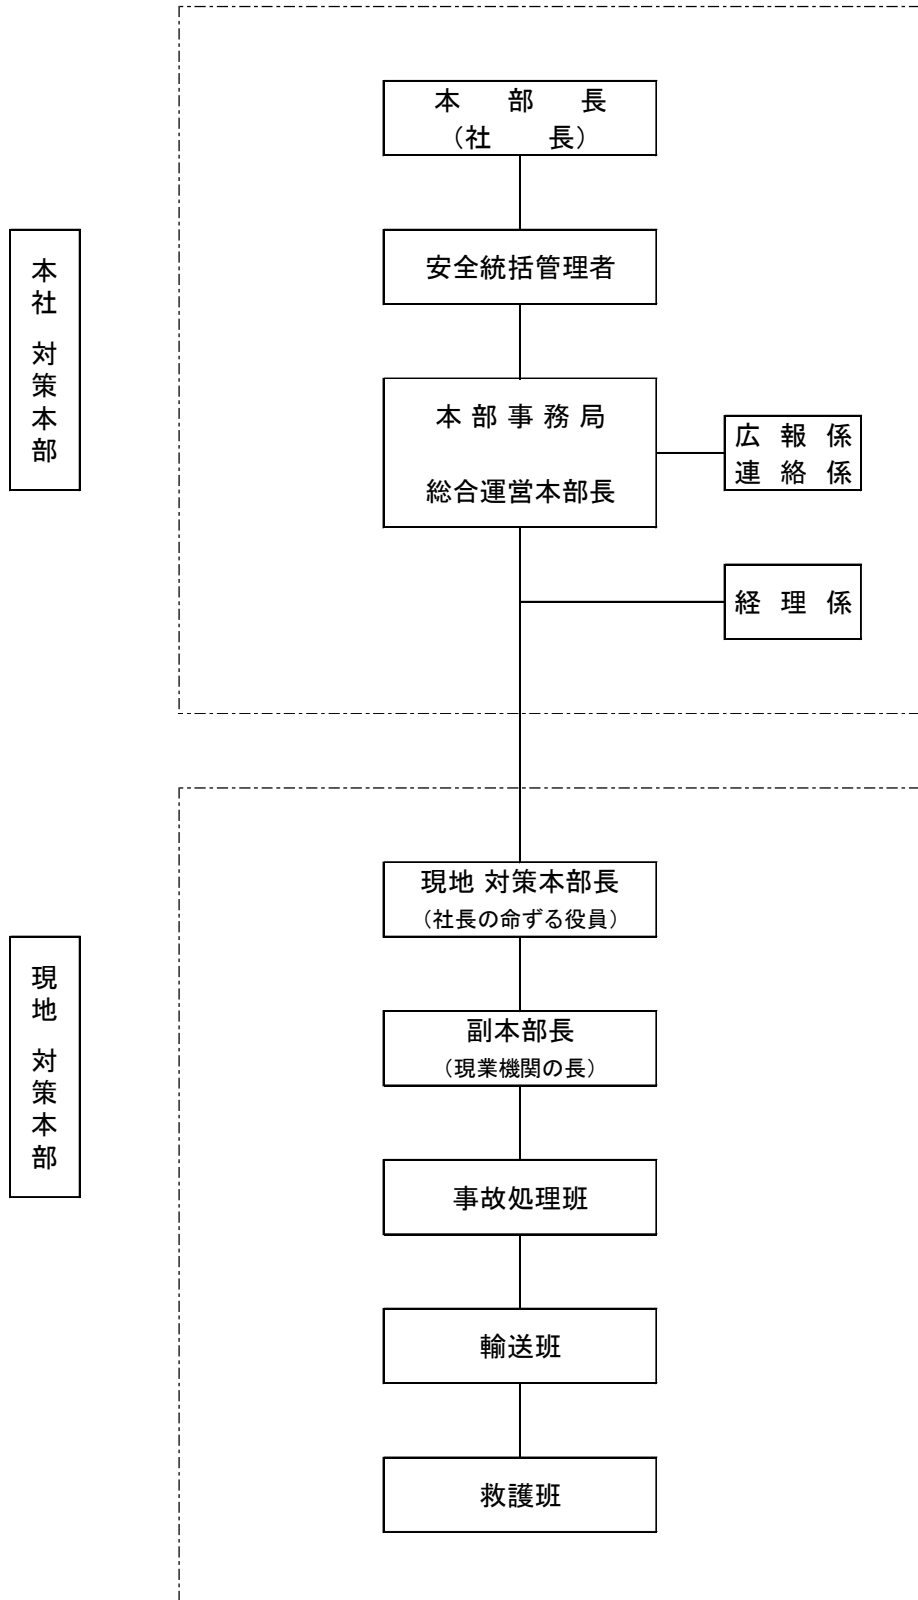 本部長
（社長）
本社 対策本部
安全統括管理者
本部事務局
総合運営本部長
広報係
連絡係
経理係
現地 対策本部長
（社長の命ずる役員）
現地 対策本部
副本部長
（現業機関の長）
事故処理班
輸送班
救護班